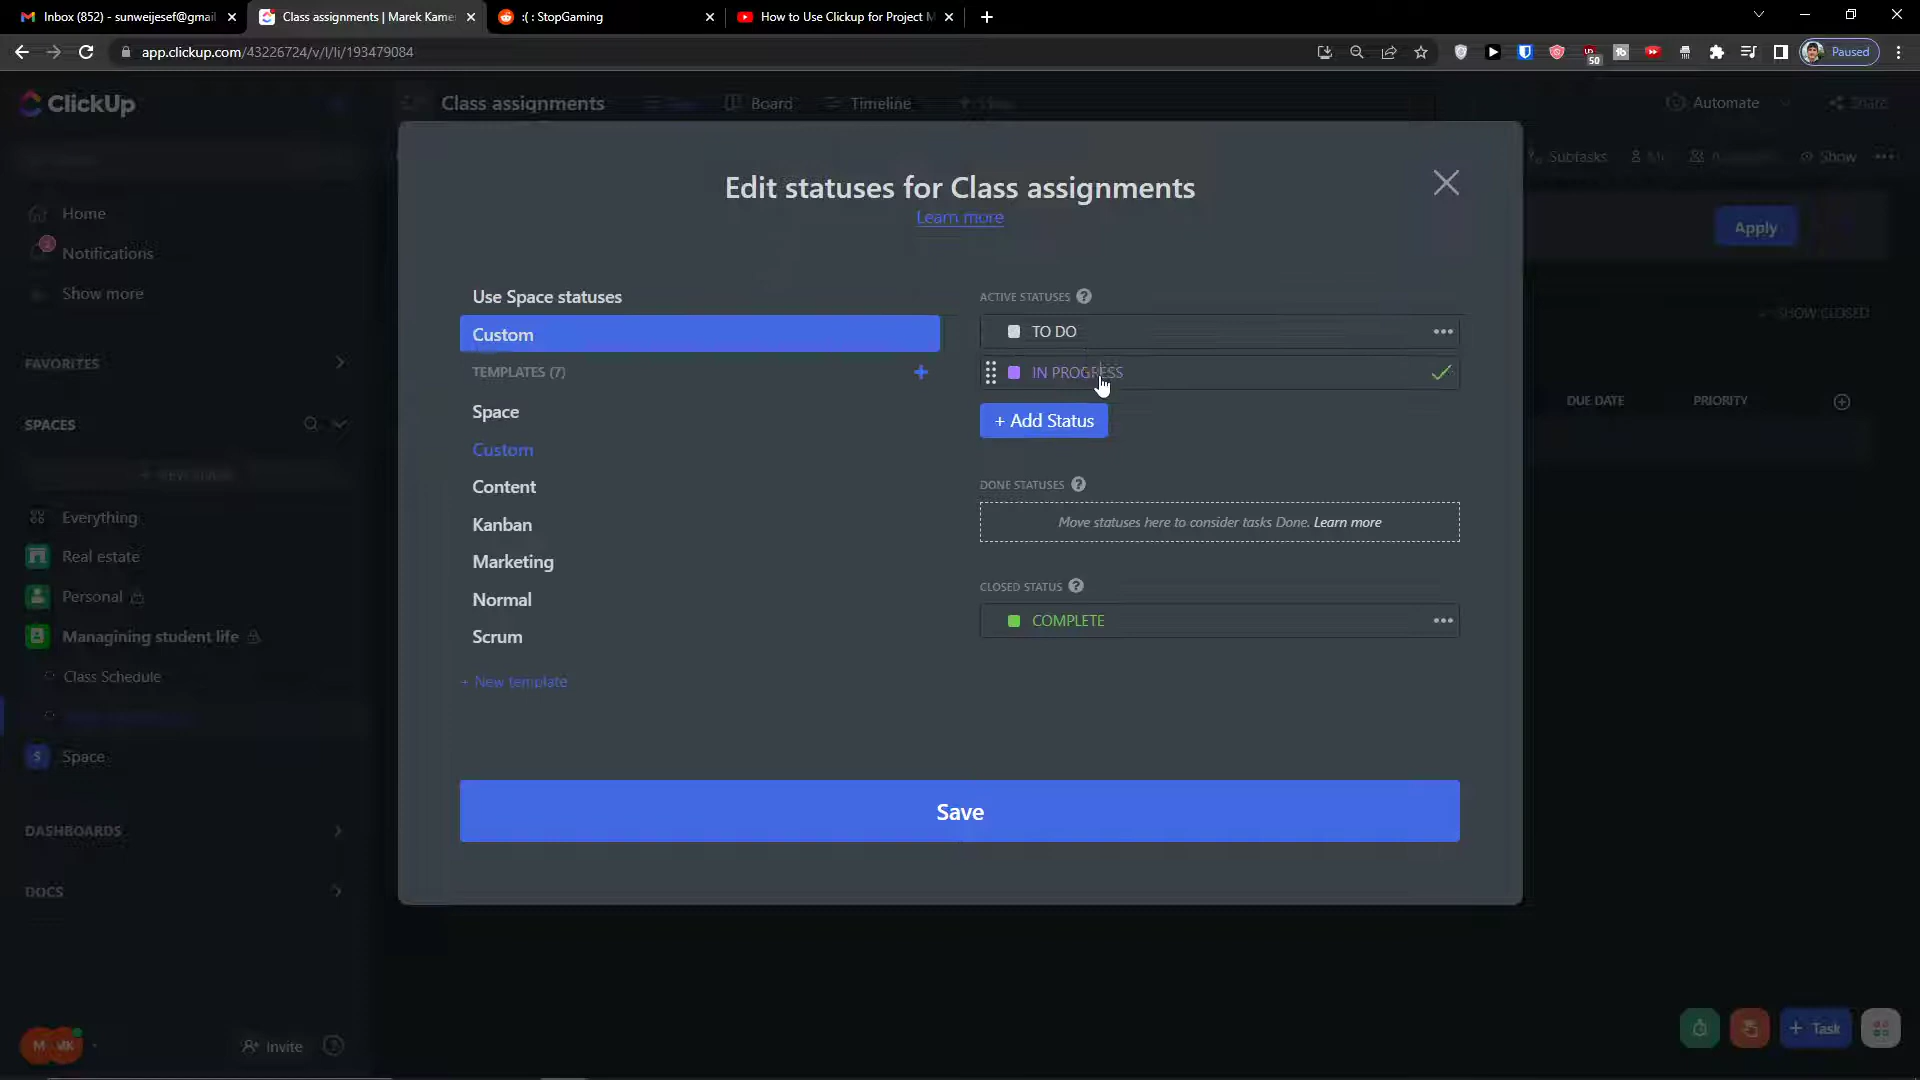 Inbox (852) - sunweijesef@gmail
Class assignments | Marek Kame
:( : StopGaming
How to Use Clickup for Project M
app.clickup.com/43226724/v/l/li/193479084
50
Paused
ClickUp
Class assignments
Board
Timeline
Automate
Share
Subtasks
Show
Apply
SHOW CLOSED
DUE DATE
PRIORITY
Home
Notifications
Show more
FAVORITES
SPACES
Everything
Real estate
Personal
Managining student life
Class Schedule
S
Space
DASHBOARDS
DOCS
Invite
Edit statuses for Class assignments
Learn more
Use Space statuses
Custom
TEMPLATES (7)
Space
Custom
Content
Kanban
Marketing
Normal
Scrum
+ New template
ACTIVE STATUSES
TO DO
IN PROGRESS
+ Add Status
DONE STATUSES
Move statuses here to consider tasks Done. Learn more
CLOSED STATUS
COMPLETE
Save
+ Task